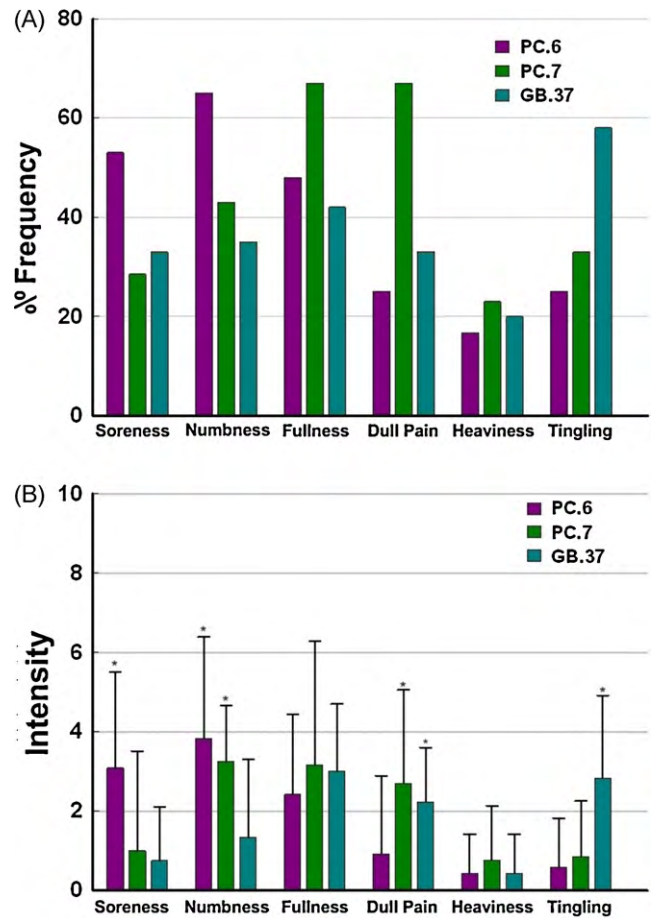 (A)
80
60
40
20
0
% Frequency
PC.6
PC.7
GB.37
Soreness Numbness Fullness Dull Pain Heaviness Tingling
(B)
10
8
6
4
2
0
Intensity
PC.6
PC.7
GB.37
* * * * * *
Soreness Numbness Fullness Dull Pain Heaviness Tingling